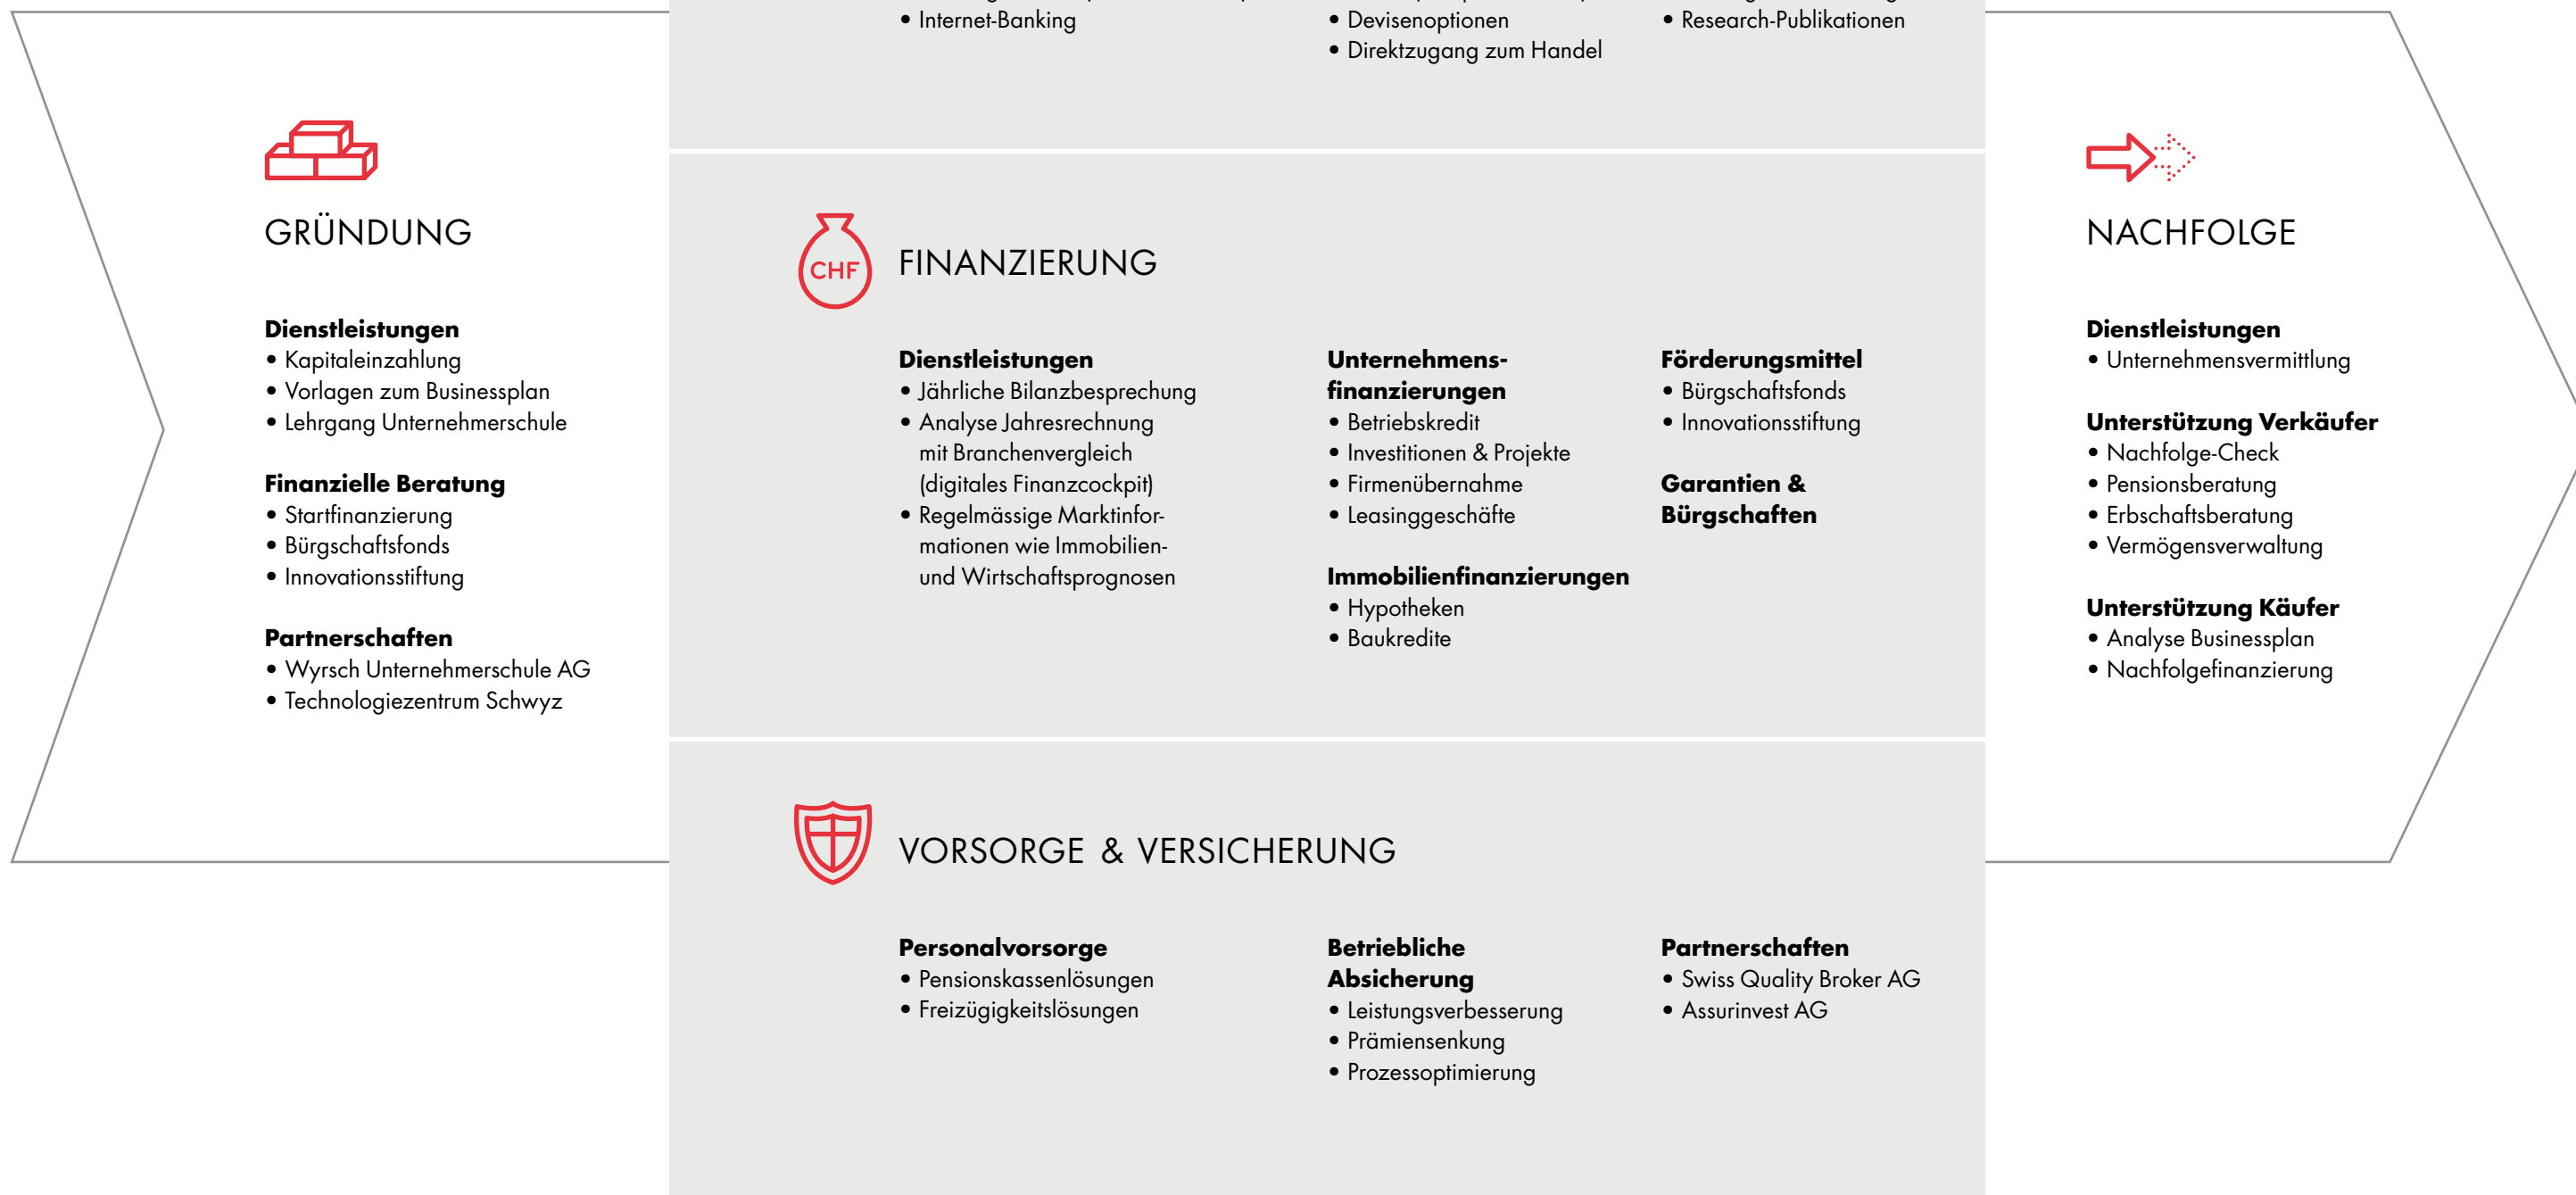 • Internet-Banking
• Devisenoptionen
• Direktzugang zum Handel
• Research-Publikationen
GRÜNDUNG
Dienstleistungen
• Kapitaleinzahlung
• Vorlagen zum Businessplan
• Lehrgang Unternehmerschule
Finanzielle Beratung
• Startfinanzierung
• Bürgschaftsfonds
• Innovationsstiftung
Partnerschaften
• Wyrsch Unternehmerschule AG
• Technologiezentrum Schwyz
CHF
FINANZIERUNG
Dienstleistungen
• Jährliche Bilanzbesprechung
• Analyse Jahresrechnung
mit Branchenvergleich
(digitales Finanzcockpit)
• Regelmässige Marktinfor-
mationen wie Immobilien-
und Wirtschaftsprognosen
Unternehmens-
finanzierungen
• Betriebskredit
• Investitionen & Projekte
• Firmenübernahme
• Leasinggeschäfte
Immobilienfinanzierungen
• Hypotheken
• Baukredite
Förderungsmittel
• Bürgschaftsfonds
• Innovationsstiftung
Garantien &
Bürgschaften
VORSORGE & VERSICHERUNG
Personalvorsorge
• Pensionskassenlösungen
• Freizügigkeitslösungen
Betriebliche
Absicherung
• Leistungsverbesserung
• Prämiensenkung
• Prozessoptimierung
Partnerschaften
• Swiss Quality Broker AG
• Assurinvest AG
NACHFOLGE
Dienstleistungen
• Unternehmensvermittlung
Unterstützung Verkäufer
• Nachfolge-Check
• Pensionsberatung
• Erbschaftsberatung
• Vermögensverwaltung
Unterstützung Käufer
• Analyse Businessplan
• Nachfolgefinanzierung